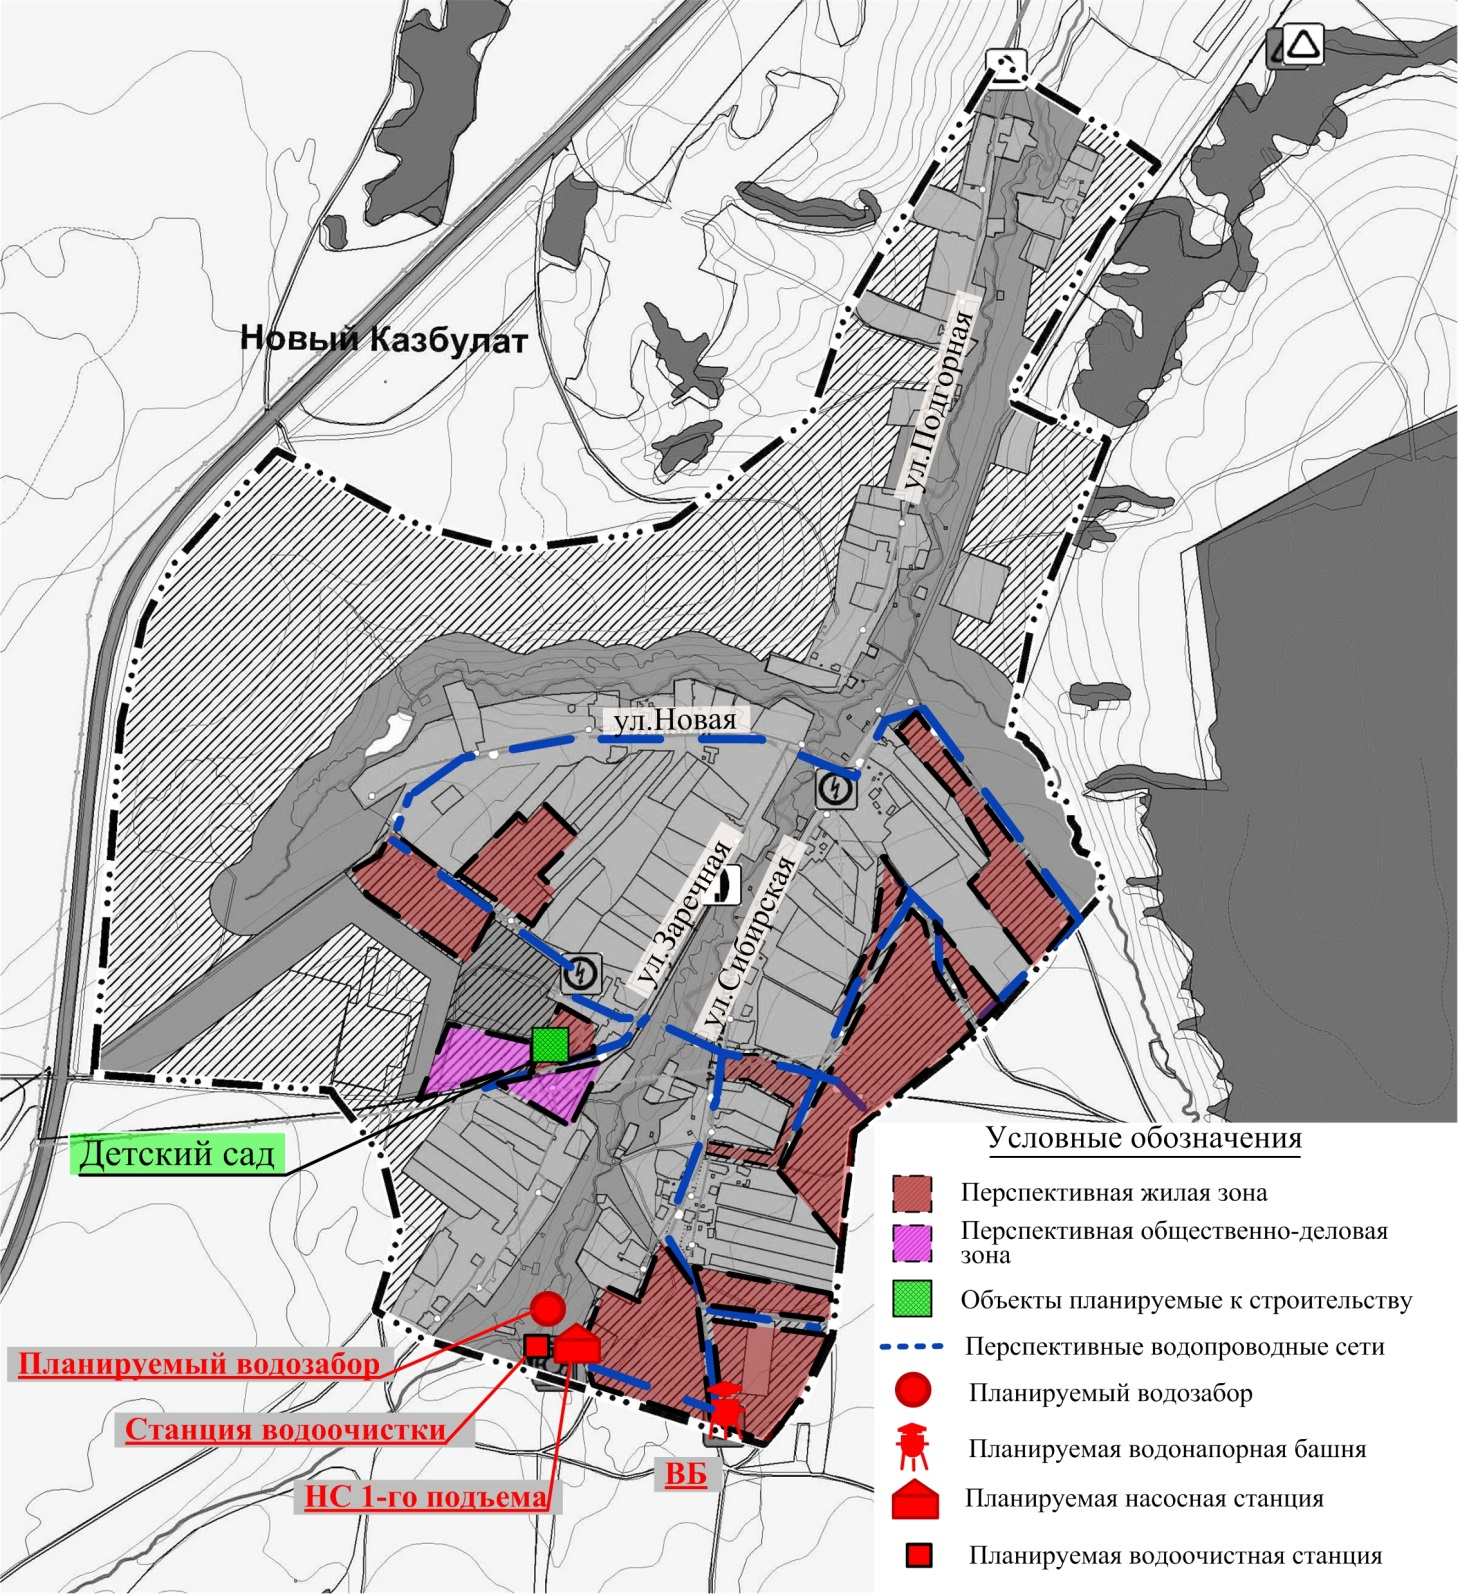 Новый Казбулат
ул.Подгорная
ул.Новая
ул.Заречная
ул.Сибирская
Детский сад
Планируемый водозабор
Станция водоочистки
НС 1-го подъема
ВБ
Условные обозначения
Перспективная жилая зона
Перспективная общественно-деловая
зона
Объекты планируемые к строительству
Перспективные водопроводные сети
Планируемый водозабор
Планируемая водонапорная башня
Планируемая насосная станция
Планируемая водоочистная станция